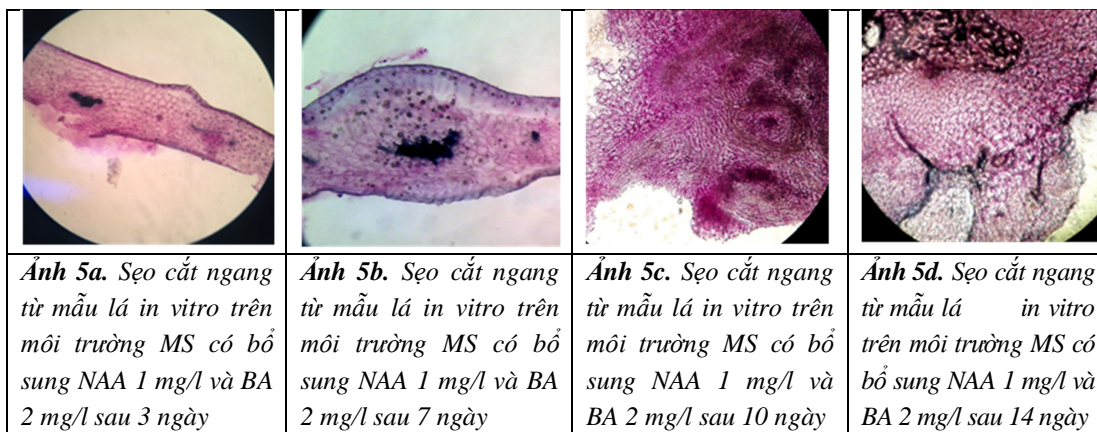 Ảnh 5a. Sẹo cắt ngang
từ mẫu lá in vitro trên
môi trường MS có bổ
sung NAA 1 mg/l và BA
2 mg/l sau 3 ngày
Ảnh 5b. Sẹo cắt ngang
từ mẫu lá in vitro trên
môi trường MS có bổ
sung NAA 1 mg/l và BA
2 mg/l sau 7 ngày
Ảnh 5c. Sẹo cắt ngang
từ mẫu lá in vitro trên
môi trường MS có bổ
sung NAA 1 mg/l và
BA 2 mg/l sau 10 ngày
Ảnh 5d. Sẹo cắt ngang
từ mẫu lá in vitro
trên môi trường MS có
bổ sung NAA 1 mg/l và
BA 2 mg/l sau 14 ngày